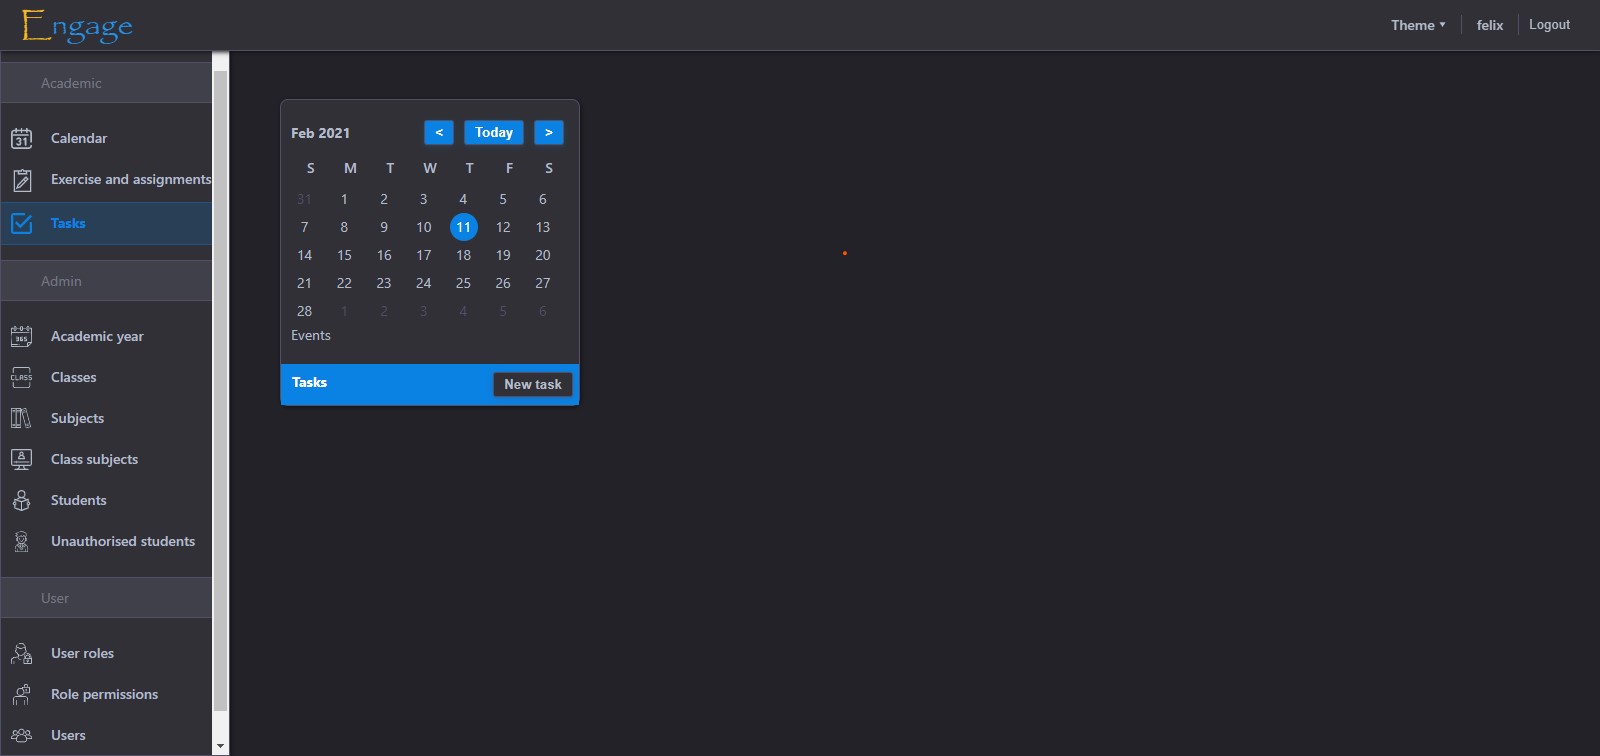 Engage
Theme felix Logout
Academic
31 Calendar
Exercise and assignments
Tasks
Admin
365 Academic year
CLASS Classes
Subjects
Class subjects
Students
Unauthorised students
User
User roles
Role permissions
Users
Feb 2021 < Today >
S M T W T F S
31 1 2 3 4 5 6
7 8 9 10 11 12 13
14 15 16 17 18 19 20
21 22 23 24 25 26 27
28 1 2 3 4 5 6
Events
Tasks New task